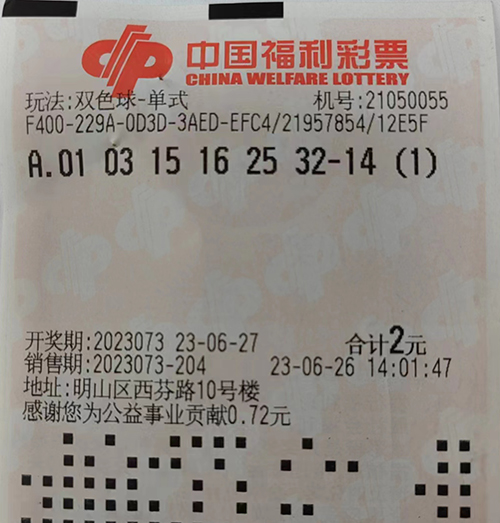 中国福利彩票
CHINA WELFARE LOTTERY
玩法:双色球-单式 机号:21050055
F400-229A-0D3D-3AED-EFC4/21957854/12E5F
A.01 03 15 16 25 32-14 (1)
开奖期:2023073 23-06-27 合计2元
销售期:2023073-204 23-06-26 14:01:47
地址:明山区西芬路10号楼
感谢您为公益事业贡献0.72元